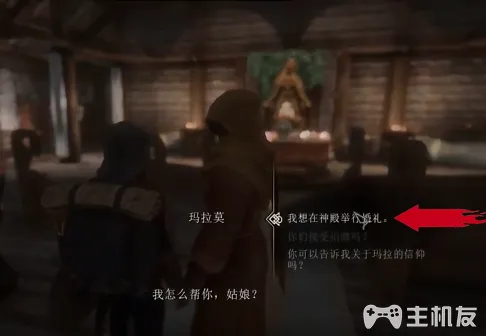 玛拉莫
我想在神殿举行婚礼。
你们接受捐赠吗？
你可以告诉我关于玛拉的信仰
吗？
我怎么帮你，姑娘？
主机友